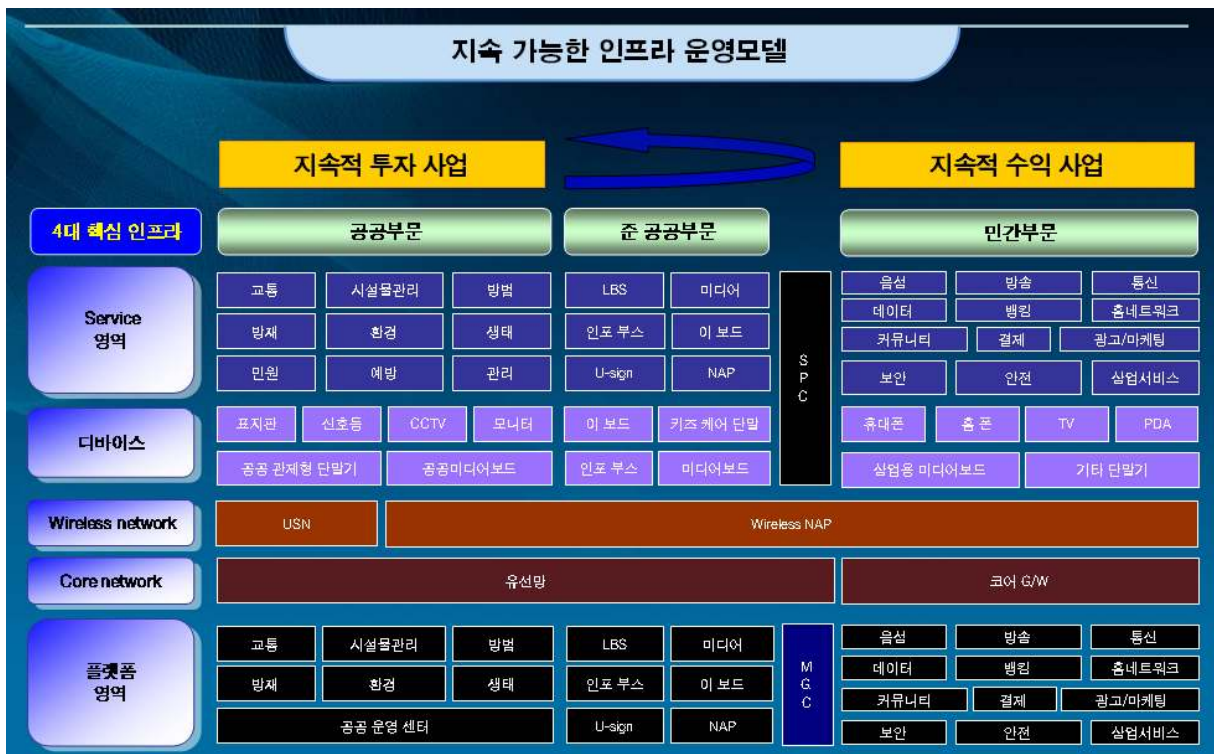 지속 가능한 인프라 운영모델
지속적 투자 사업
지속적 수익 사업
4대 핵심 인프라
공공부문
준 공공부문
민간부문
Service
영역
교통 시설물관리 방범 LBS 미디어
방재 환경 생태 인포 부스 이 보드
민원 예방 관리 U-sign NAP
S
P
C
음성 방송 통신
데이터 뱅킹 홈네트워크
커뮤니티 결제 광고/마케팅
보안 안전 상업서비스
디바이스
표지판 신호등 CCTV 모니터 이 보드 키즈 케어 단말
공공 관제형 단말기 공공미디어보드 인포 부스 미디어보드
휴대폰 홈 폰 TV PDA
상업용 미디어보드 기타 단말기
Wireless network
USN
Wireless NAP
Core network
유선망
코어 G/W
플랫폼
영역
교통 시설물관리 방범 LBS 미디어
방재 환경 생태 인포 부스 이 보드
공공 운영 센터 U-sign NAP
M
G
C
음성 방송 통신
데이터 뱅킹 홈네트워크
커뮤니티 결제 광고/마케팅
보안 안전 상업서비스